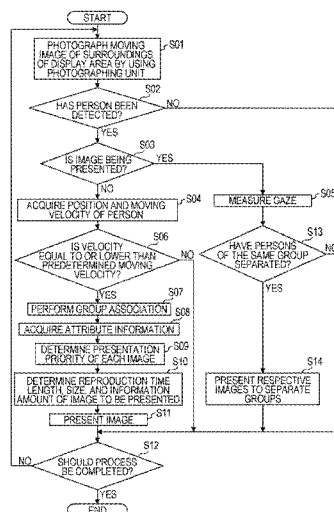 START
S01
PHOTOGRAPH MOVING
IMAGE OF SURROUNDINGS
OF DISPLAY AREA BY USING
PHOTOGRAPHING UNIT
S02
HAS PERSON BEEN
DETECTED?
NO
YES
S03
IS IMAGE BEING
PRESENTED?
YES
NO
S04
ACQUIRE POSITION AND MOVING
VELOCITY OF PERSON
S05
MEASURE GAZE
S06
IS VELOCITY
EQUAL TO OR LOWER THAN
PREDETERMINED MOVING
VELOCITY?
NO
YES
S13
HAVE PERSONS
OF THE SAME GROUP
SEPARATED?
NO
YES
S07
PERFORM GROUP ASSOCIATION
S08
ACQUIRE ATTRIBUTE INFORMATION
S09
DETERMINE PRESENTATION
PRIORITY OF EACH IMAGE
S10
DETERMINE REPRODUCTION TIME
LENGTH, SIZE, AND INFORMATION
AMOUNT OF IMAGE TO BE PRESENTED
S14
PRESENT RESPECTIVE
IMAGES TO SEPARATE
GROUPS
S11
PRESENT IMAGE
S12
SHOULD PROCESS
BE COMPLETED?
NO
YES
END